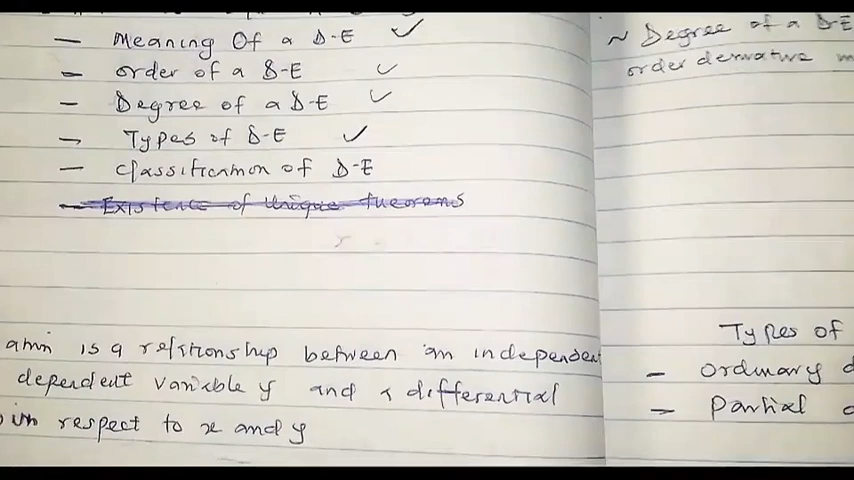 — Meaning Of a D-E ✓
— order of a D-E ✓
— Degree of a D-E ✓
— Types of D-E ✓
— Classification of D-E
— Existence of Unique theorems
is a relationship between an independent
dependent variable y and a differential
respect to x and y
~ Degree of a D-E
order derivative
Types of
— ordinary
— Partial